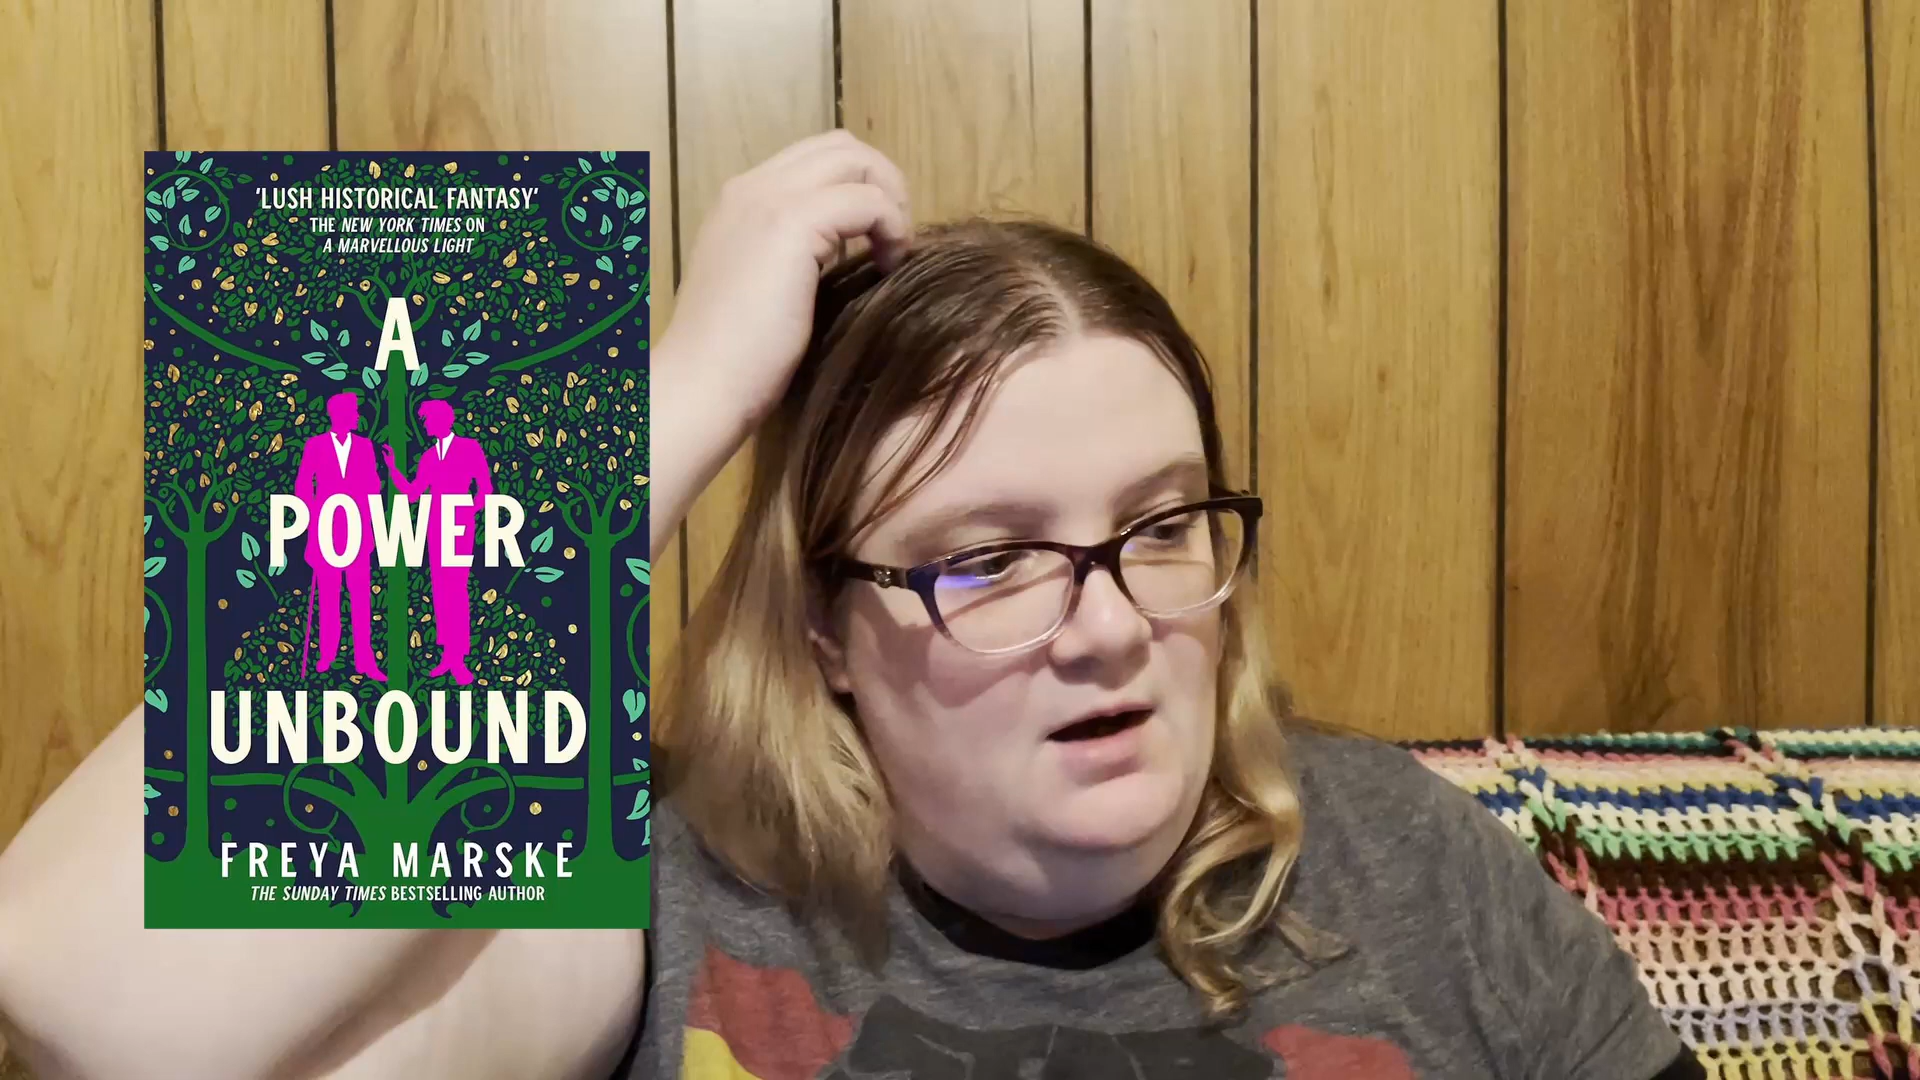 'LUSH HISTORICAL FANTASY'
THE NEW YORK TIMES ON
A MARVELLOUS LIGHT
A
POWER
UNBOUND
FREYA MARSKE
THE SUNDAY TIMES BESTSELLING AUTHOR